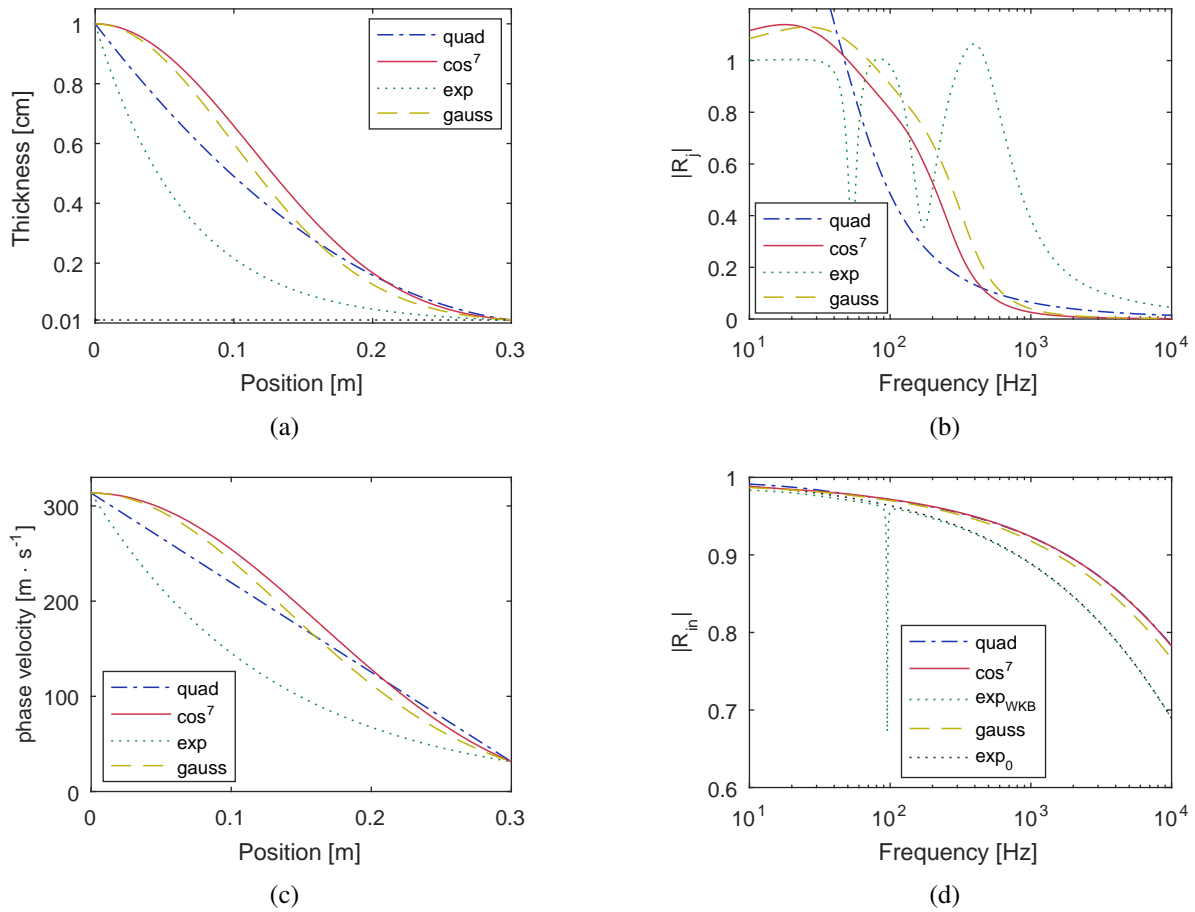 1
0.8
0.6
0.4
0.2
0.01
Thickness [cm]
quad
cos⁷
exp
gauss
0 0.1 0.2 0.3
Position [m]
(a)
1
0.8
0.6
0.4
0.2
0
|Rⱼ|
quad
cos⁷
exp
gauss
10¹ 10² 10³ 10⁴
Frequency [Hz]
(b)
300
200
100
0
phase velocity [m · s⁻¹]
quad
cos⁷
exp
gauss
0 0.1 0.2 0.3
Position [m]
(c)
1
0.9
0.8
0.7
0.6
|R_in|
quad
cos⁷
exp_WKB
gauss
exp₀
10¹ 10² 10³ 10⁴
Frequency [Hz]
(d)